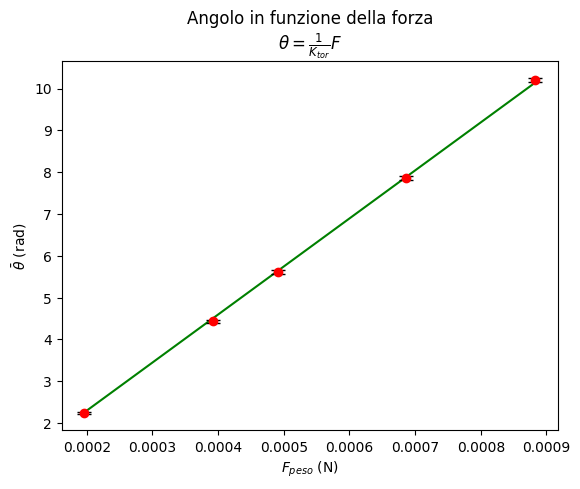 Angolo in funzione della forza
θ = 1/K_tor F
10
9
8
7
6
5
4
3
2
θ̄ (rad)
0.0002 0.0003 0.0004 0.0005 0.0006 0.0007 0.0008 0.0009
F_peso (N)